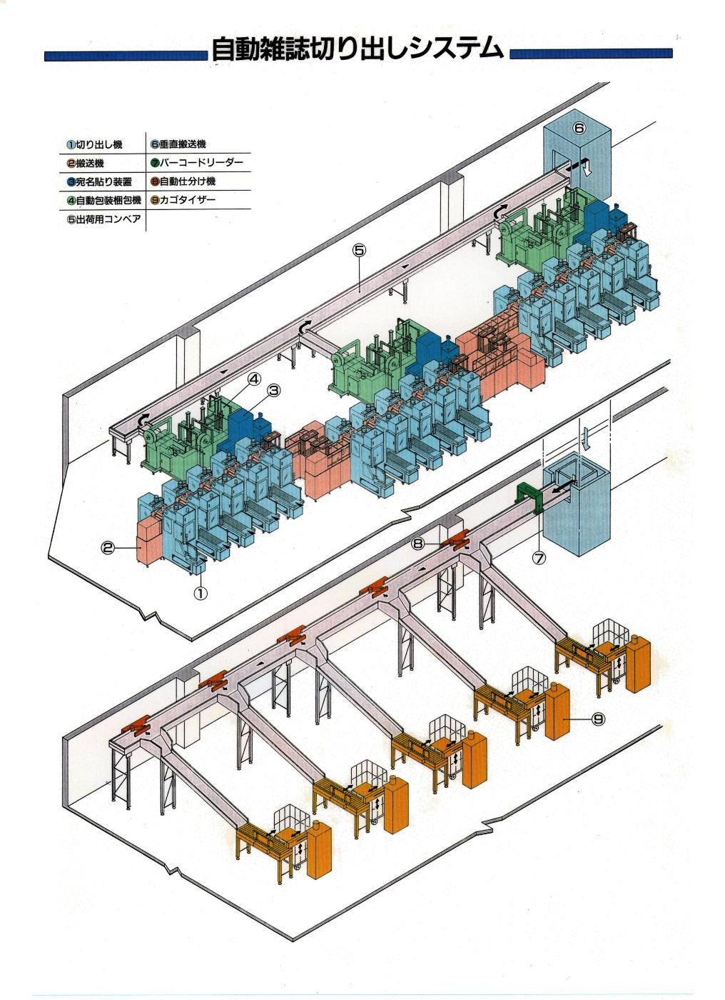 自動雑誌切り出しシステム
①切り出し機 ⑥垂直搬送機
②搬送機 ⑦バーコードリーダー
③宛名貼り装置 ⑧自動仕分け機
④自動包装梱包機 ⑨カゴタイザー
⑤出荷用コンベア
⑥
⑤
④
③
②
①
⑧
⑦
⑨